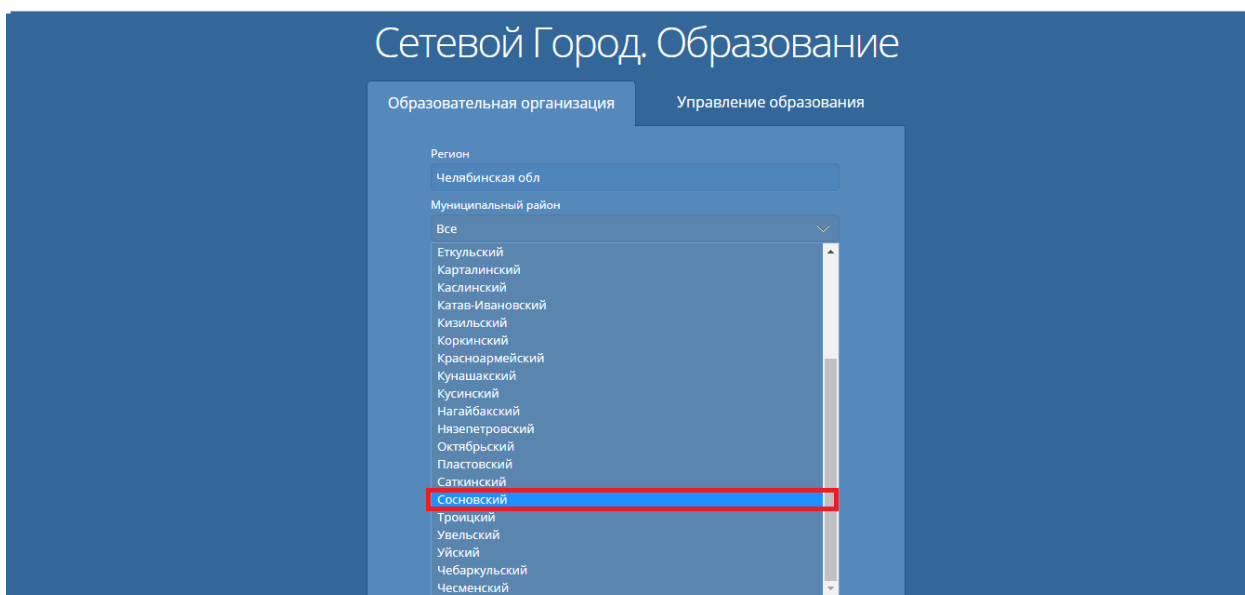 Сетевой Город. Образование
Образовательная организация
Управление образования
Регион
Челябинская обл
Муниципальный район
Все
Еткульский
Карталинский
Каслинский
Катав-Ивановский
Кизильский
Коркинский
Красноармейский
Кунашакский
Кусинский
Нагайбакский
Нязепетровский
Октябрьский
Пластовский
Саткинский
Сосновский
Троицкий
Увельский
Уйский
Чебаркульский
Чесменский